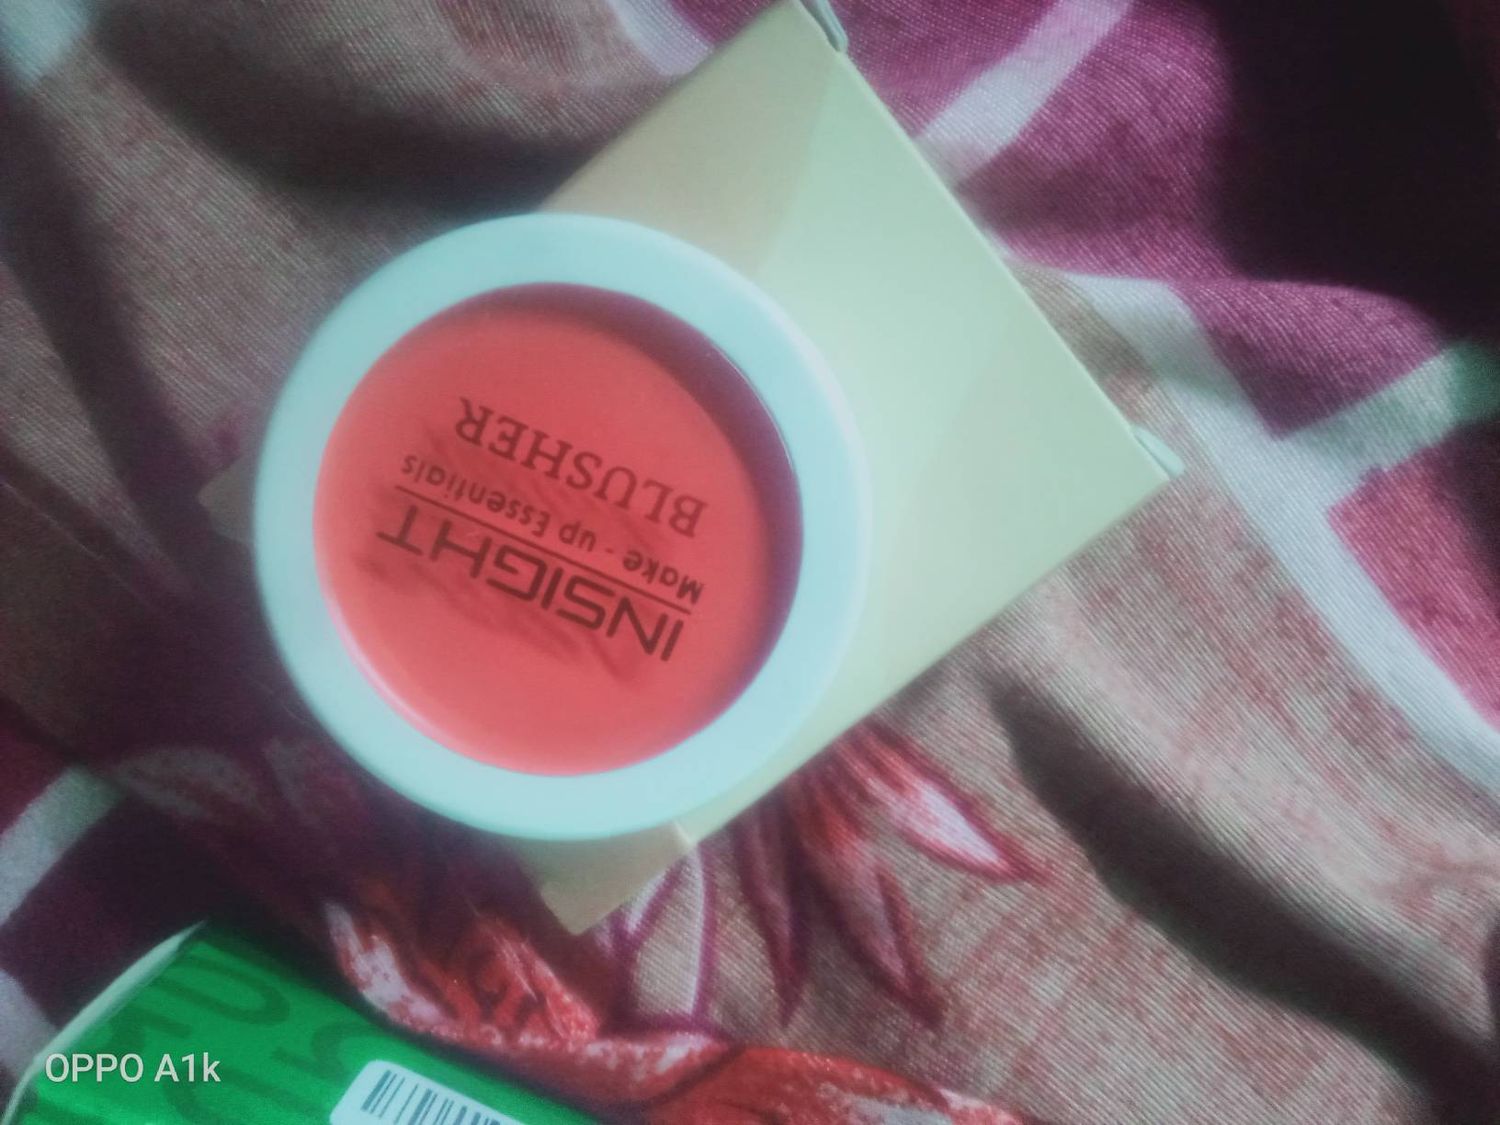 INSIGHT
Make-up Essentials
BLUSHER
OPPO A1k